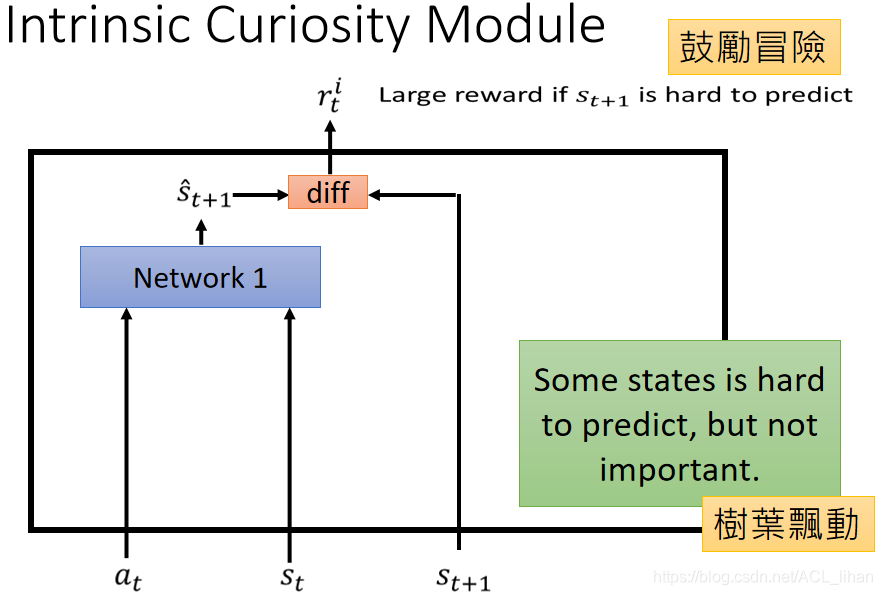 Intrinsic Curiosity Module
鼓勵冒險
r_t^i
Large reward if s_{t+1} is hard to predict
ŝ_{t+1}
diff
Network 1
Some states is hard
to predict, but not
important.
樹葉飄動
a_t
s_t
s_{t+1}
https://blog.csdn.net/ACL_lihan